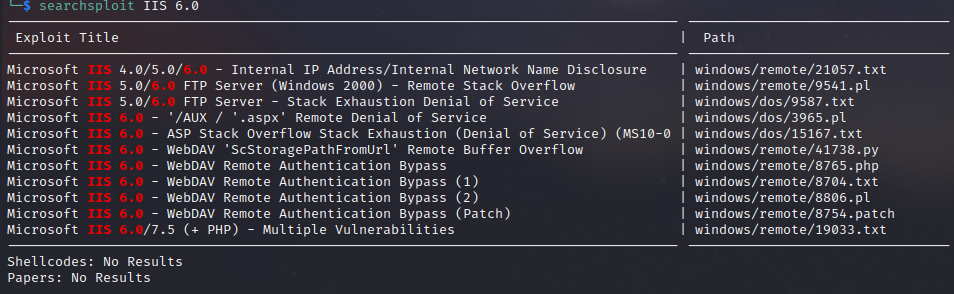 └─$ searchsploit IIS 6.0
Exploit Title | Path
Microsoft IIS 4.0/5.0/6.0 - Internal IP Address/Internal Network Name Disclosure | windows/remote/21057.txt
Microsoft IIS 5.0/6.0 FTP Server (Windows 2000) - Remote Stack Overflow | windows/remote/9541.pl
Microsoft IIS 5.0/6.0 FTP Server - Stack Exhaustion Denial of Service | windows/dos/9587.txt
Microsoft IIS 6.0 - '/AUX / '.aspx' Remote Denial of Service | windows/dos/3965.pl
Microsoft IIS 6.0 - ASP Stack Overflow Stack Exhaustion (Denial of Service) (MS10-0 | windows/dos/15167.txt
Microsoft IIS 6.0 - WebDAV 'ScStoragePathFromUrl' Remote Buffer Overflow | windows/remote/41738.py
Microsoft IIS 6.0 - WebDAV Remote Authentication Bypass | windows/remote/8765.php
Microsoft IIS 6.0 - WebDAV Remote Authentication Bypass (1) | windows/remote/8704.txt
Microsoft IIS 6.0 - WebDAV Remote Authentication Bypass (2) | windows/remote/8806.pl
Microsoft IIS 6.0 - WebDAV Remote Authentication Bypass (Patch) | windows/remote/8754.patch
Microsoft IIS 6.0/7.5 (+ PHP) - Multiple Vulnerabilities | windows/remote/19033.txt
Shellcodes: No Results
Papers: No Results